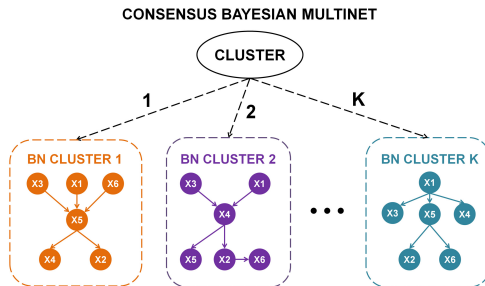 CONSENSUS BAYESIAN MULTINET
CLUSTER
1 2 K
BN CLUSTER 1 BN CLUSTER 2 BN CLUSTER K
X3 X1 X6 X3 X1 X1
X5 X4 X3 X5 X4
X4 X2 X5 X2 X6 X2 X6